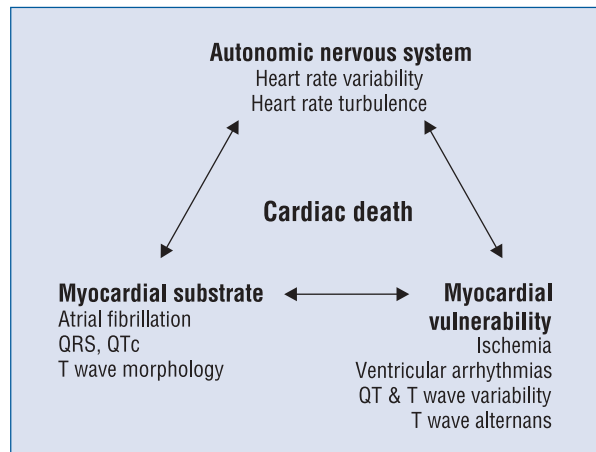 Autonomic nervous system
Heart rate variability
Heart rate turbulence
Cardiac death
Myocardial substrate
Atrial fibrillation
QRS, QTc
T wave morphology
Myocardial
vulnerability
Ischemia
Ventricular arrhythmias
QT & T wave variability
T wave alternans